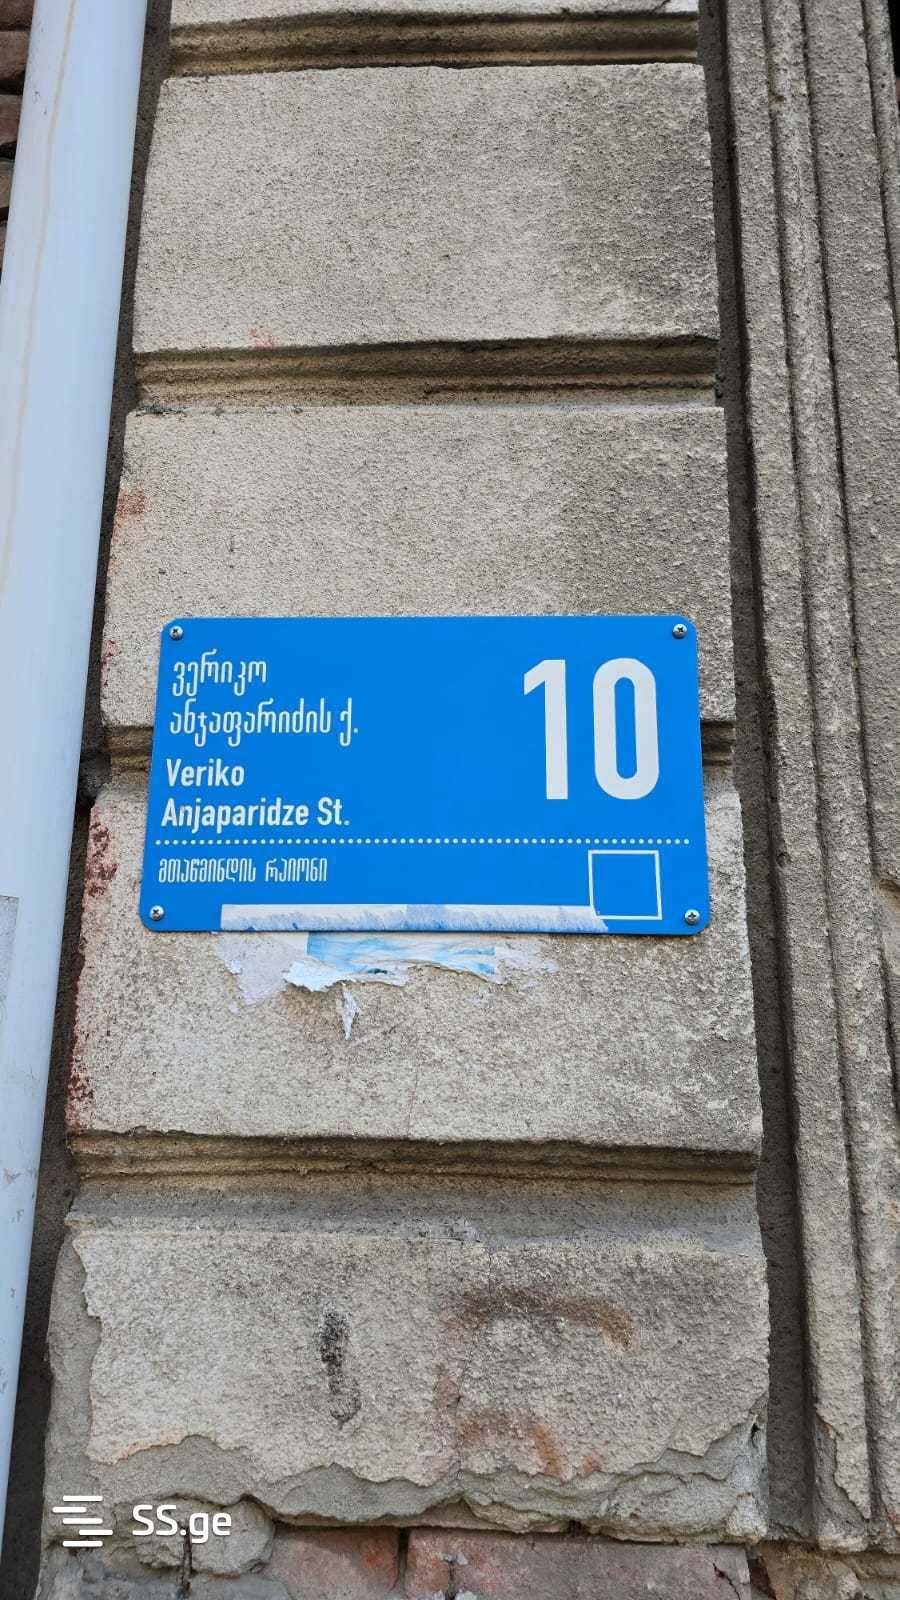 ვერიკო
ანჯაფარიძის ქ.
Veriko
Anjaparidze St.
10
მთაწმინდის რაიონი
SS.ge